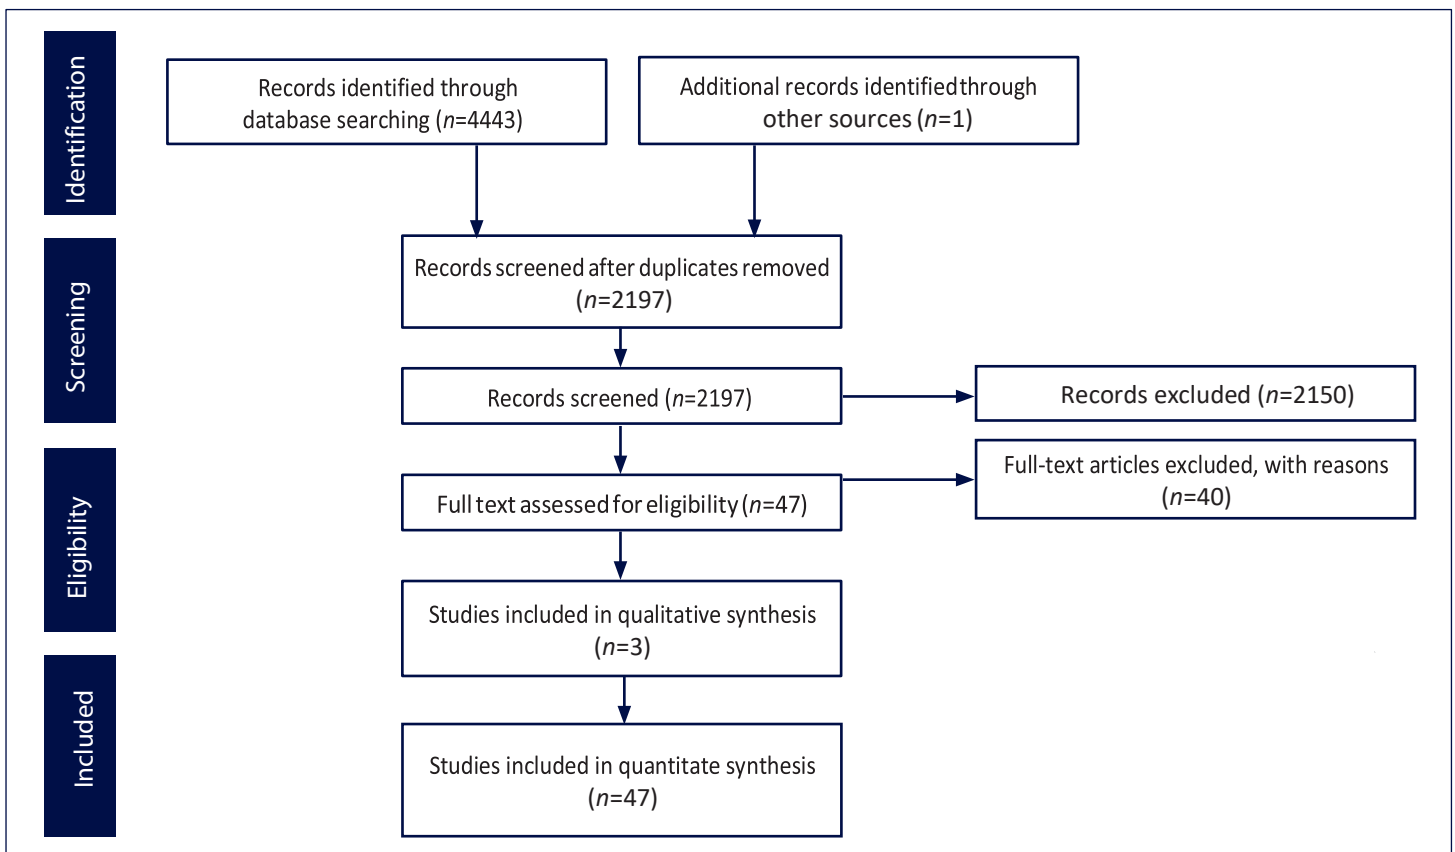 Identification
Records identified through
database searching (n=4443)
Additional records identified through
other sources (n=1)
Screening
Records screened after duplicates removed
(n=2197)
Records screened (n=2197)
Records excluded (n=2150)
Eligibility
Full text assessed for eligibility (n=47)
Full-text articles excluded, with reasons
(n=40)
Studies included in qualitative synthesis
(n=3)
Included
Studies included in quantitate synthesis
(n=47)